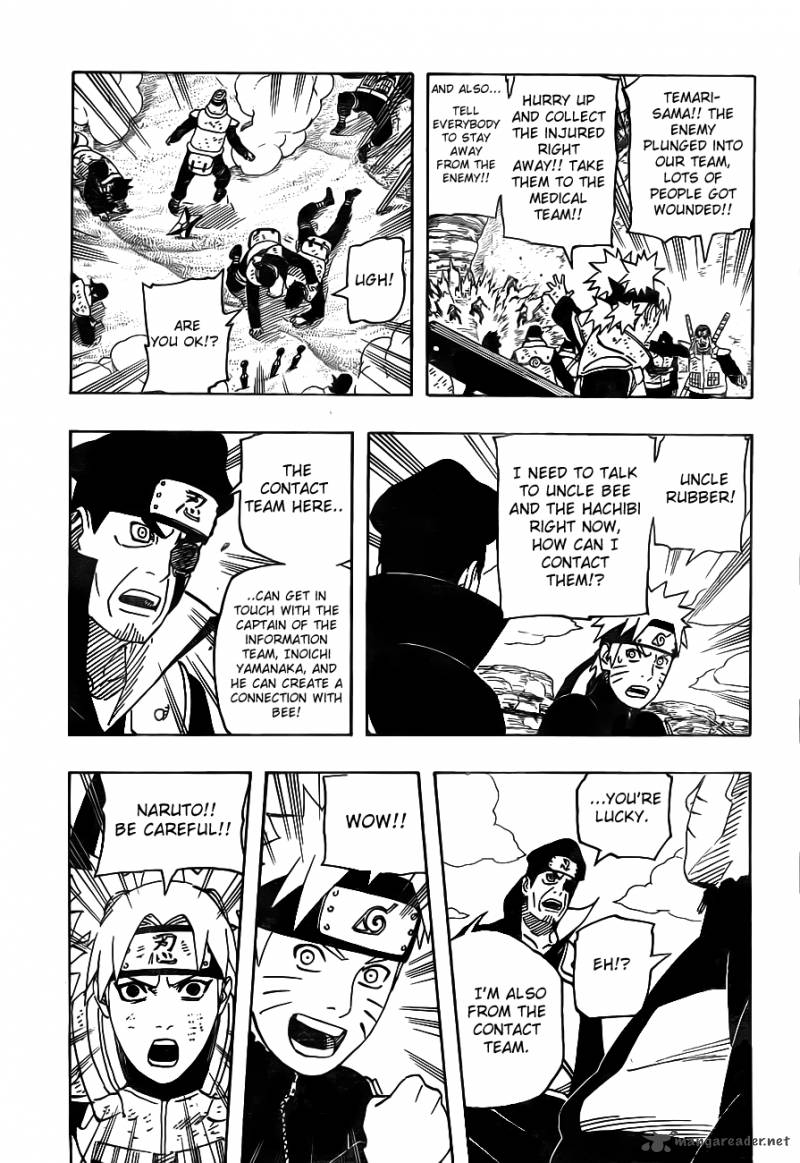 TEMARI-
SAMA!! THE
ENEMY
PLUNGED INTO
OUR TEAM,
LOTS OF
PEOPLE GOT
WOUNDED!!
HURRY UP
AND COLLECT
THE INJURED
RIGHT
AWAY!! TAKE
THEM TO THE
MEDICAL
TEAM!!
AND ALSO...
TELL
EVERYBODY
TO STAY
AWAY
FROM THE
ENEMY!!
UGH!
ARE
YOU OK!?
UNCLE
RUBBER!
I NEED TO TALK
TO UNCLE BEE
AND THE HACHIBI
RIGHT NOW,
HOW CAN I
CONTACT
THEM!?
THE
CONTACT
TEAM HERE..
..CAN GET IN
TOUCH WITH THE
CAPTAIN OF THE
INFORMATION
TEAM, INOICHI
YAMANAKA, AND
HE CAN CREATE A
CONNECTION WITH
BEE!
忍
...YOU'RE
LUCKY.
EH!?
I'M ALSO
FROM THE
CONTACT
TEAM.
忍
WOW!!
NARUTO!!
BE CAREFUL!!
忍
mangareader.net